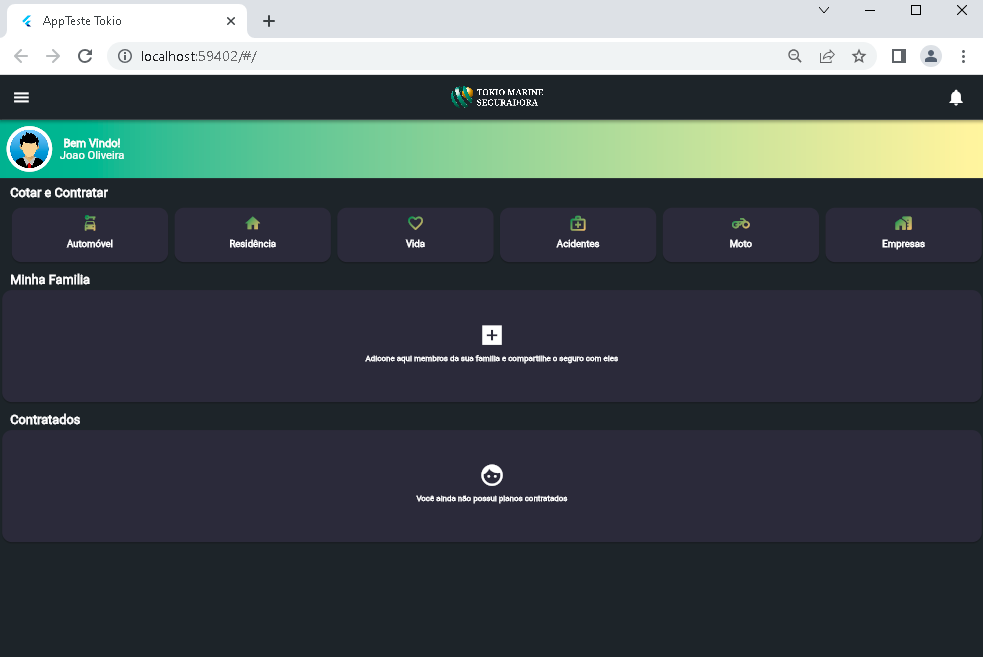 AppTeste Tokio
localhost:59402/#/
TOKIO MARINE
SEGURADORA
Bem Vindo!
Joao Oliveira
Cotar e Contratar
Automóvel
Residência
Vida
Acidentes
Moto
Empresas
Minha Familia
Adicone aqui membros da sua familia e compartilhe o seguro com eles
Contratados
Você ainda não possui planos contratados